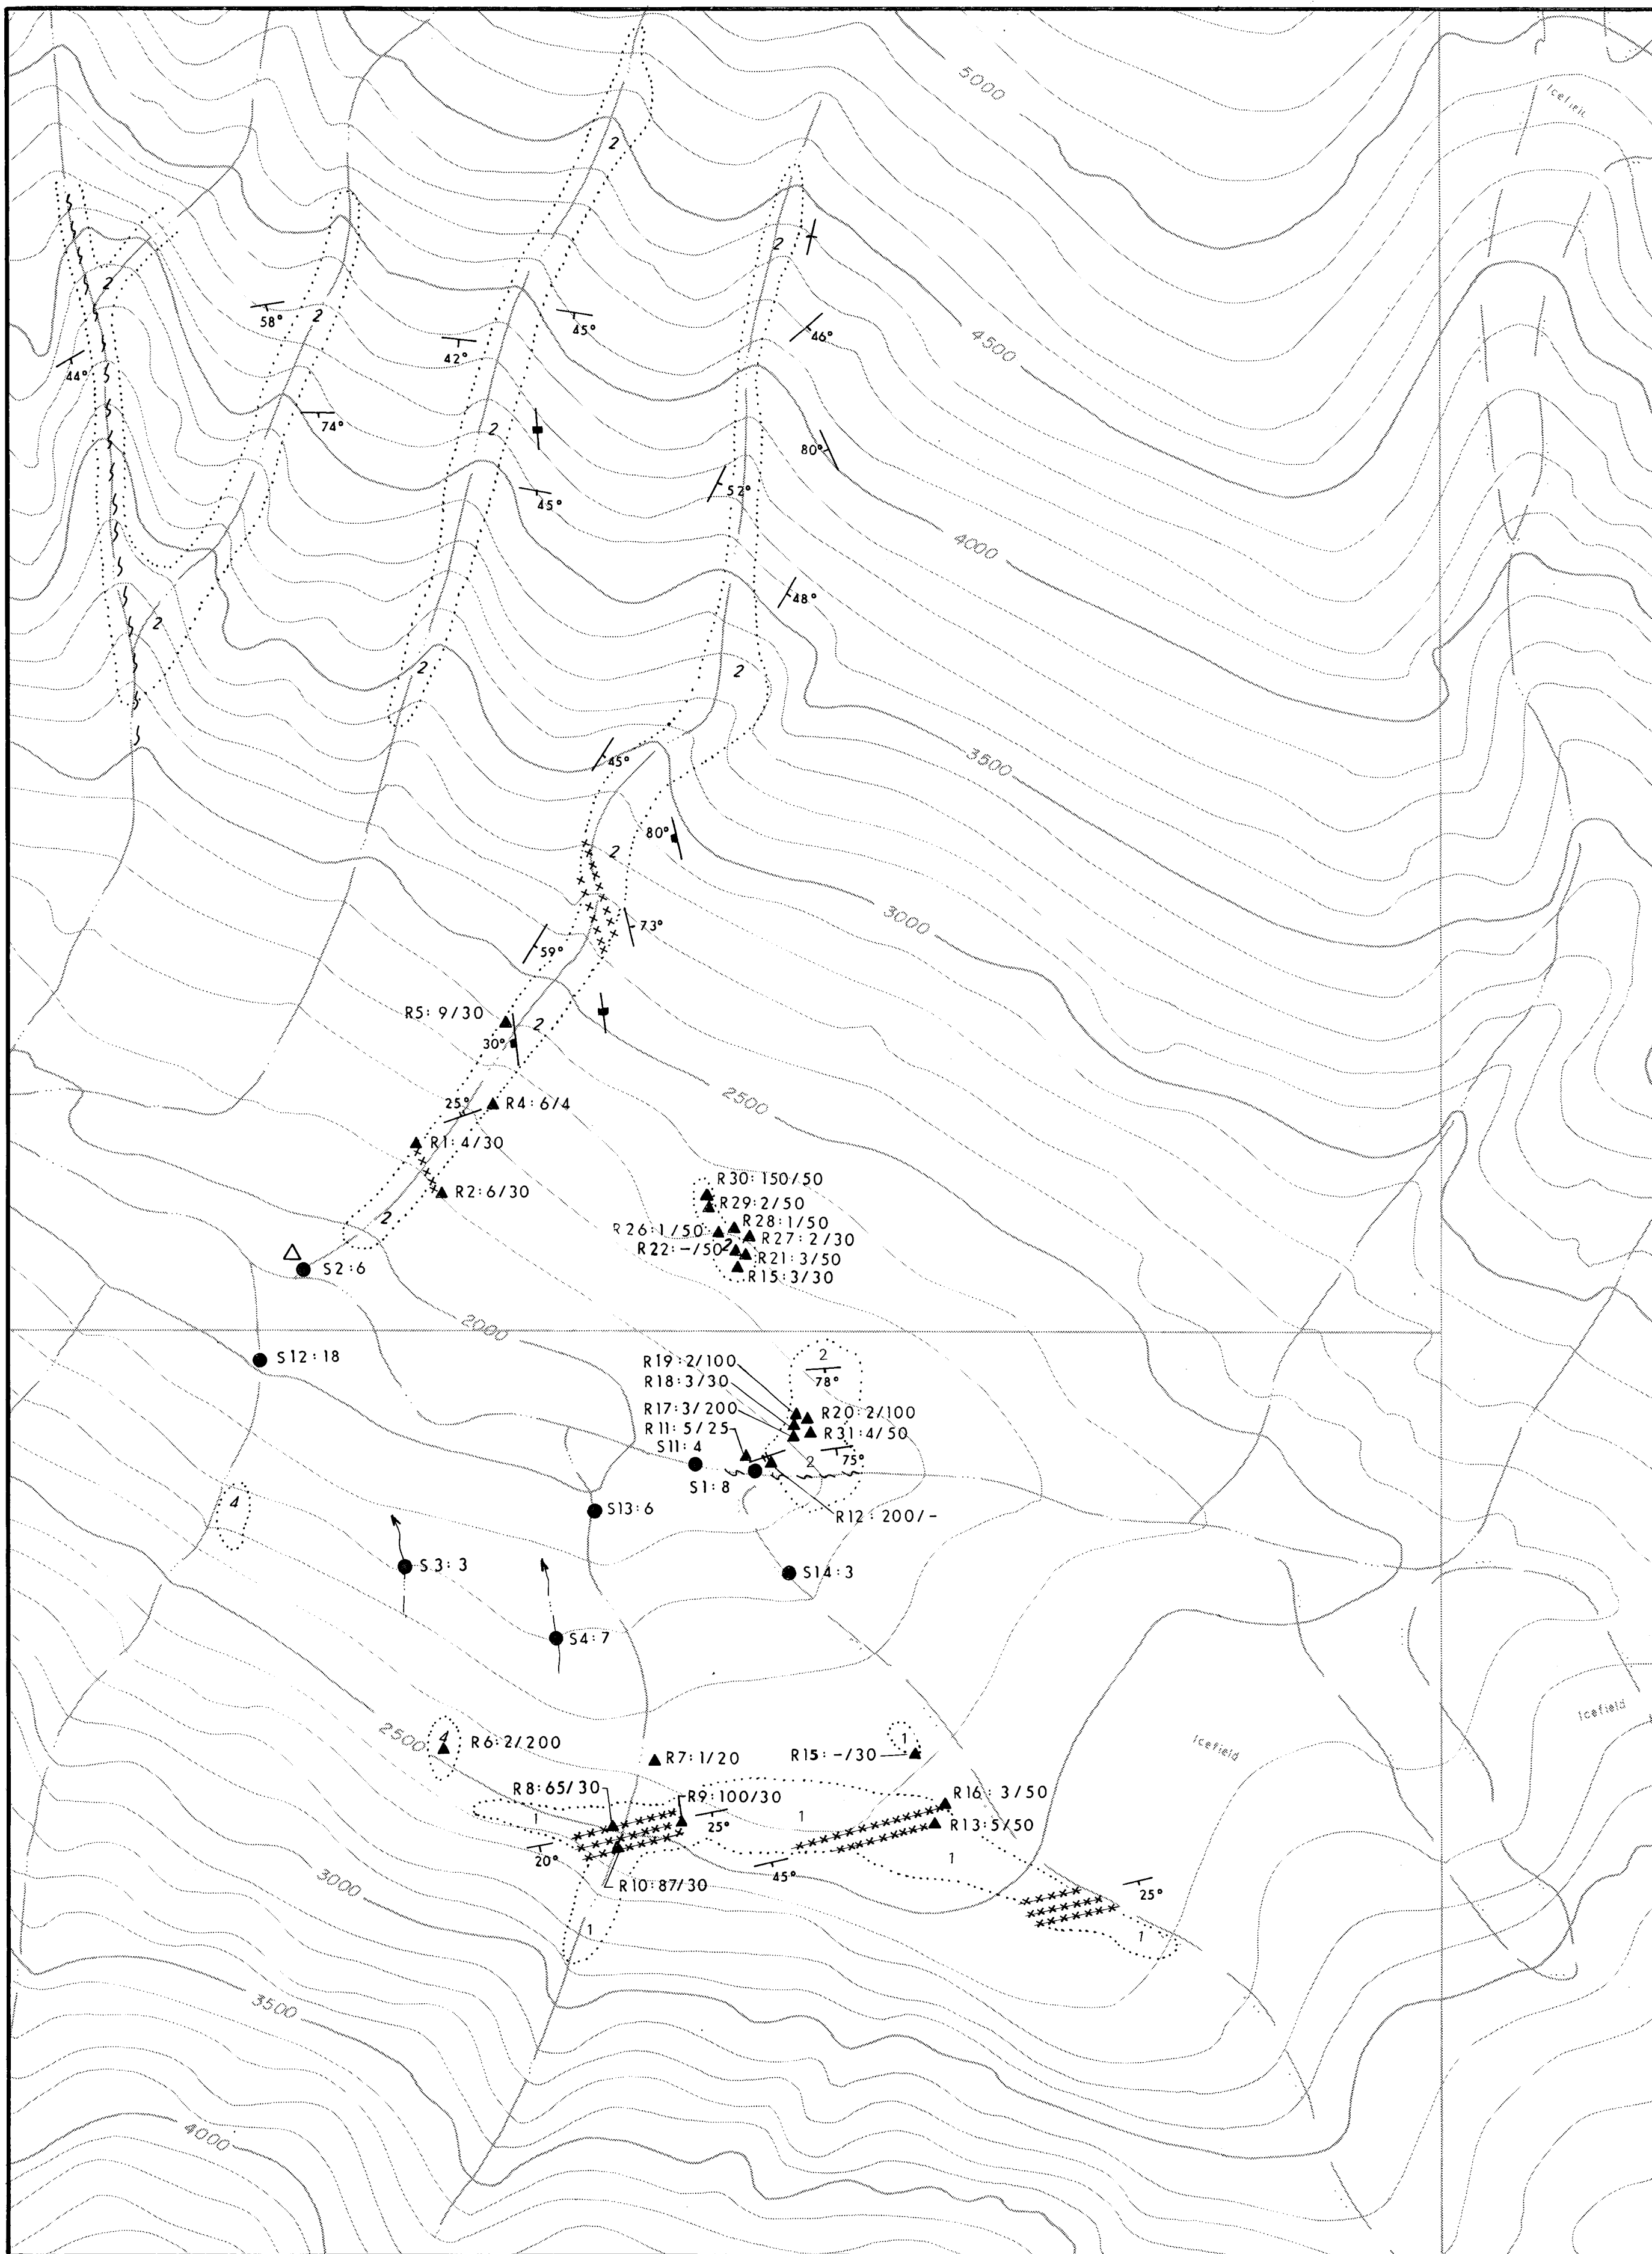 5000
Icefield
2
2
2
58°
2
45°
46°
4500
42°
44°
74°
2
80°
52°
45°
4000
48°
2
2
2
45°
3500
80°
2
3000
73°
59°
R5: 9/30
2
30°
2500
25°
R4: 6/4
R1: 4/30
R30: 150/50
R2: 6/30
R29: 2/50
2
R28: 1/50
R26: 1/50
R27: 2/30
R22: -/50
2
R21: 3/50
S2: 6
R15: 3/30
2000
S12: 18
R19: 2/100
2
R18: 3/30
78°
R17: 3/200
R20: 2/100
R11: 5/25
R31: 4/50
S11: 4
2
75°
S1: 8
4
S13: 6
R12: 200/-
S3: 3
S14: 3
S4: 7
2500
4
R6: 2/200
1
Icefield
Icefield
R7: 1/20
R15: -/30
R8: 65/30
R9: 100/30
R16: 3/50
1
25°
1
R13: 5/50
20°
45°
1
3000
R10: 87/30
25°
1
1
3500
4000